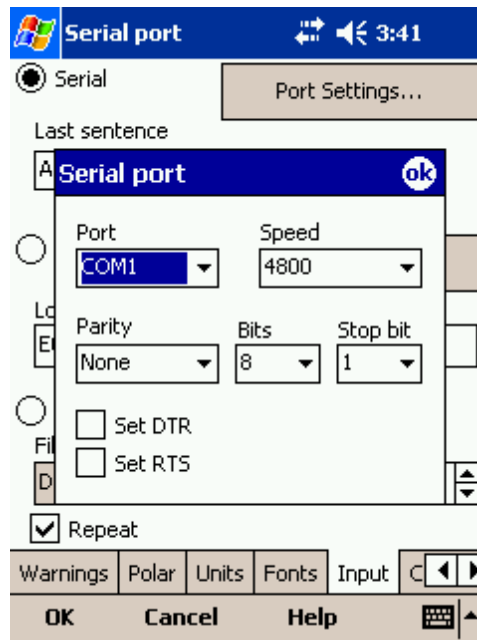 Serial port 3:41
Serial Port Settings...
Last sentence
A Serial port ok
Port Speed
COM1 4800
Parity Bits Stop bit
None 8 1
Set DTR
Set RTS
Fil
D
Repeat
Warnings Polar Units Fonts Input C
OK Cancel Help